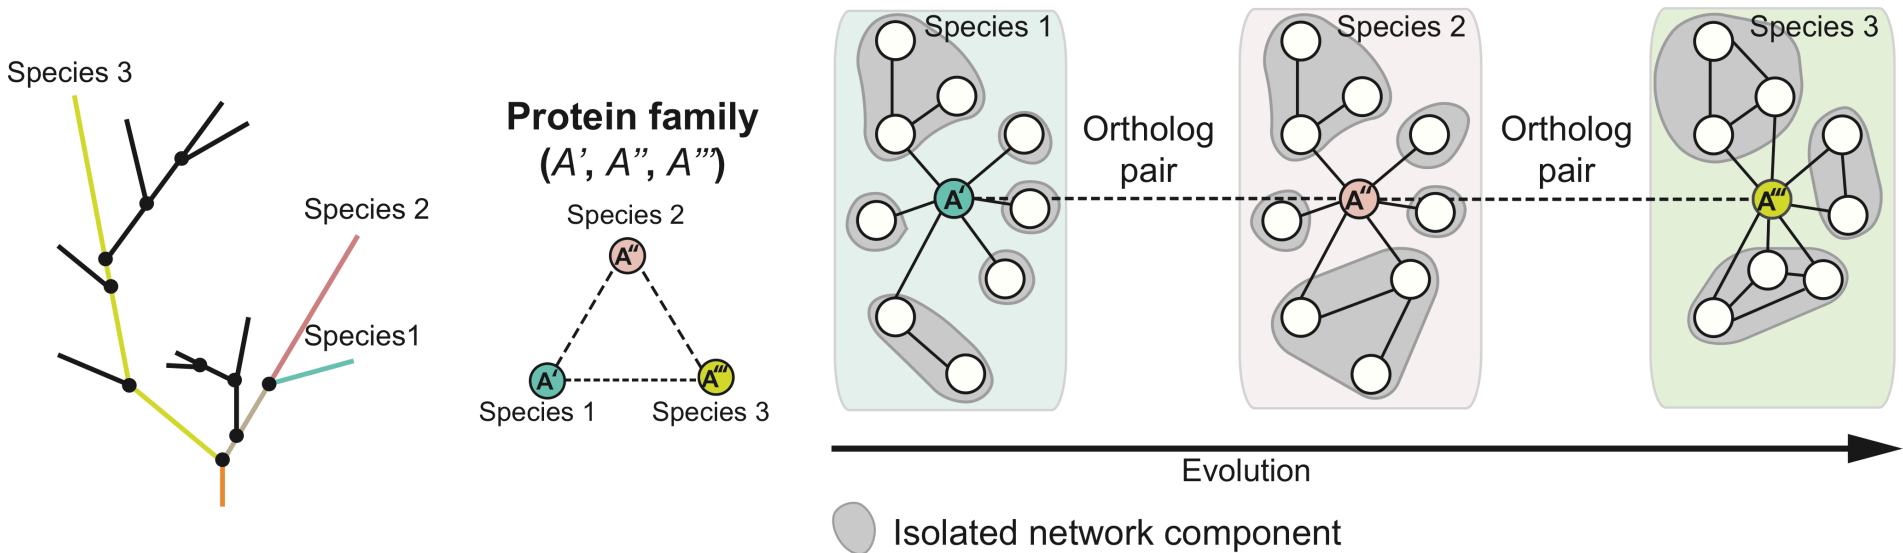 Species 3
Species 2
Species1
Protein family
(A’, A’’, A’’’)
Species 2
A‘‘
A‘
A‘‘‘
Species 1
Species 3
Species 1
A‘
Ortholog
pair
Species 2
A‘‘
Ortholog
pair
Species 3
A‘‘‘
Evolution
Isolated network component